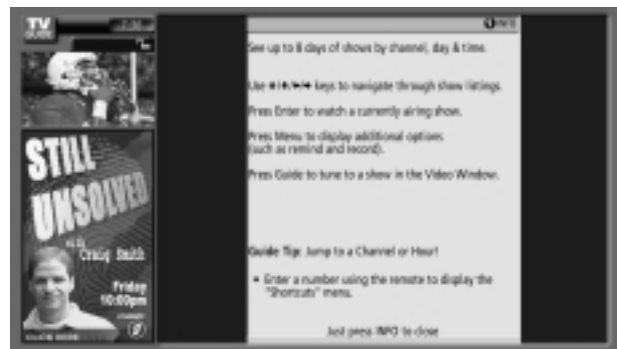 TV
GUIDE
INFO
See up to 8 days of shows by channel, day & time.
Use keys to navigate through show listings.
Press Enter to watch a currently airing show.
Press Menu to display additional options
(such as remind and record).
Press Guide to tune to a show in the Video Window.
Guide Tip: Jump to a Channel or Hour!
• Enter a number using the remote to display the
"Shortcuts" menu.
Just press INFO to close
STILL
UNSOLVED
with
Craig Smith
Friday
10:00pm